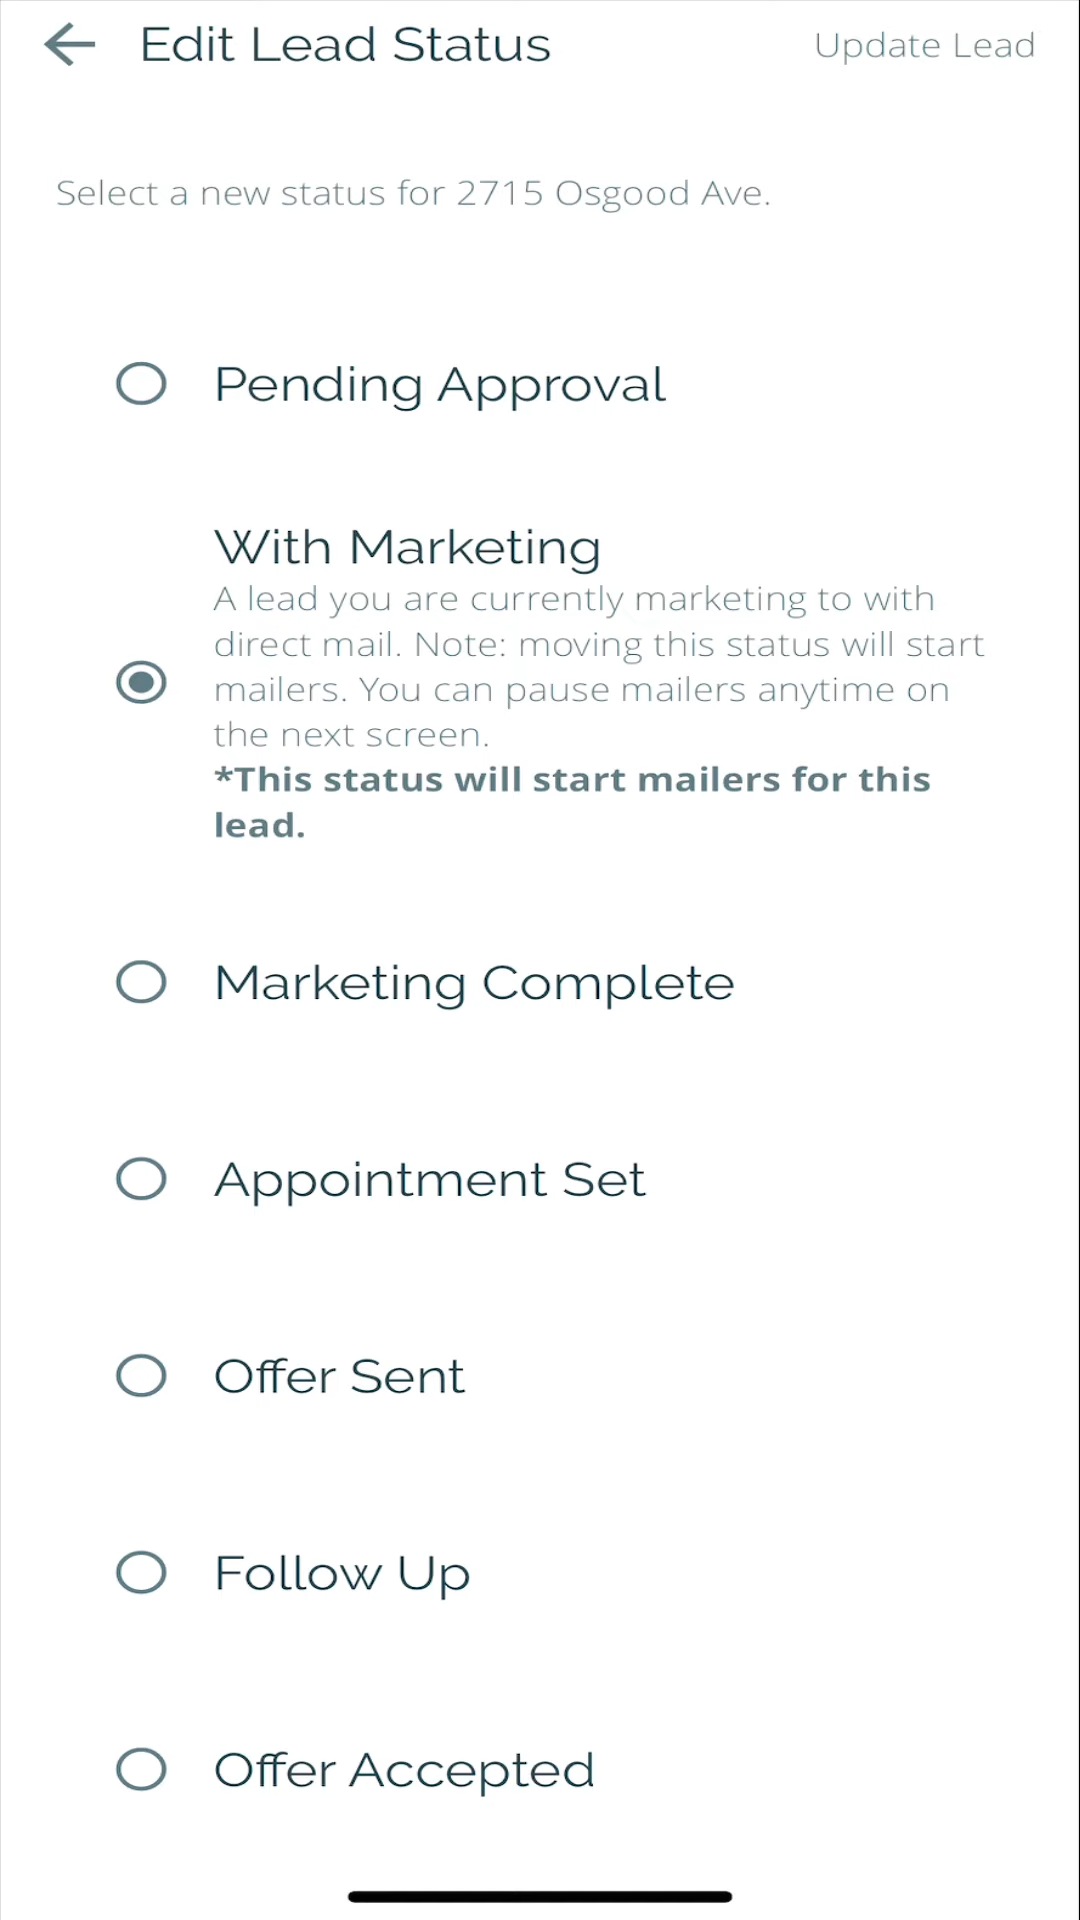 Edit Lead Status
Update Lead
Select a new status for 2715 Osgood Ave.
Pending Approval
With Marketing
A lead you are currently marketing to with
direct mail. Note: moving this status will start
mailers. You can pause mailers anytime on
the next screen.
*This status will start mailers for this
lead.
Marketing Complete
Appointment Set
Offer Sent
Follow Up
Offer Accepted